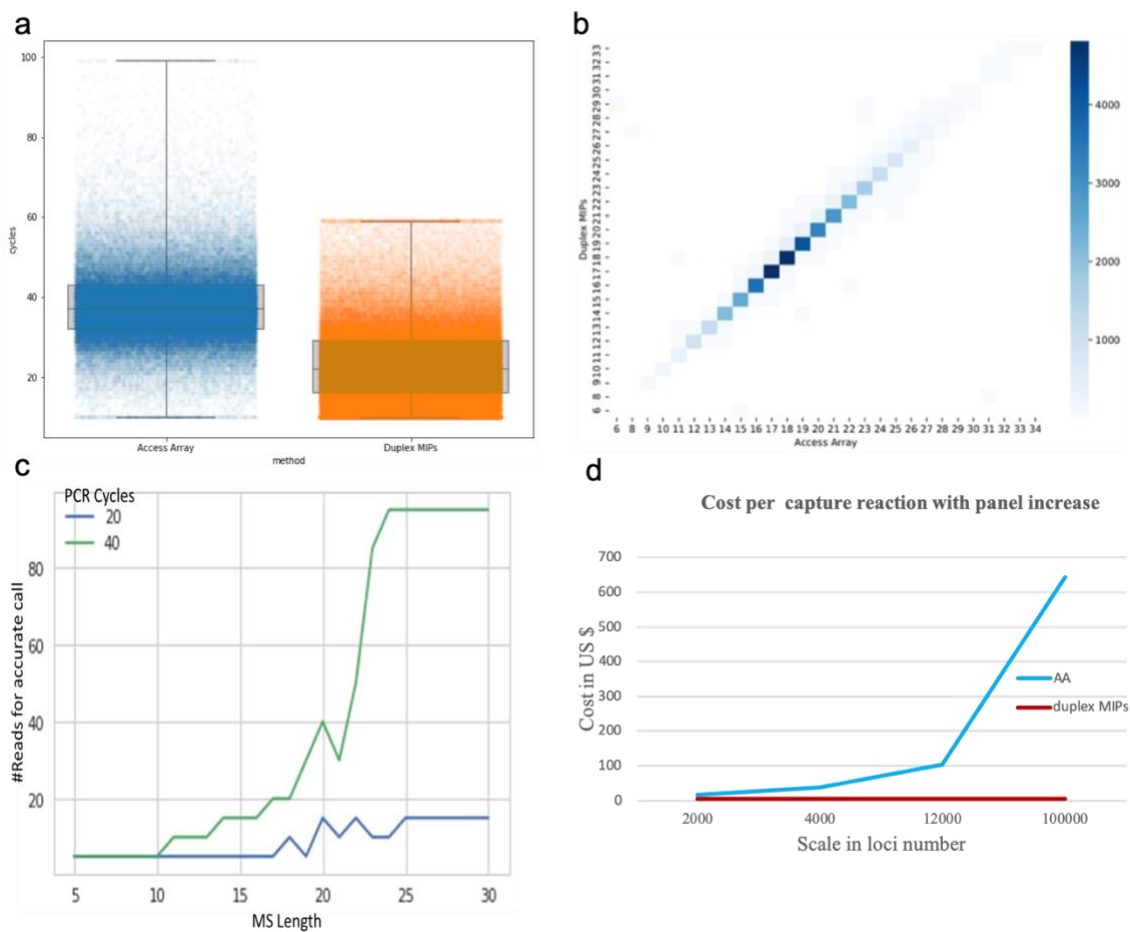 a
100
80
60
40
20
cycles
Access Array
Duplex MIPs
method
b
6 8 9 10 11 12 13 14 15 16 17 18 19 20 21 22 23 24 25 26 27 28 29 30 31 32 33
Duplex MIPs
6 8 9 10 11 12 13 14 15 16 17 18 19 20 21 22 23 24 25 26 27 28 29 30 31 32 33 34
Access Array
4000
3000
2000
1000
c
PCR Cycles
20
40
80
60
40
20
#Reads for accurate call
5 10 15 20 25 30
MS Length
d
Cost per capture reaction with panel increase
700
600
500
400
300
200
100
0
Cost in US $
AA
duplex MIPs
2000 4000 12000 100000
Scale in loci number